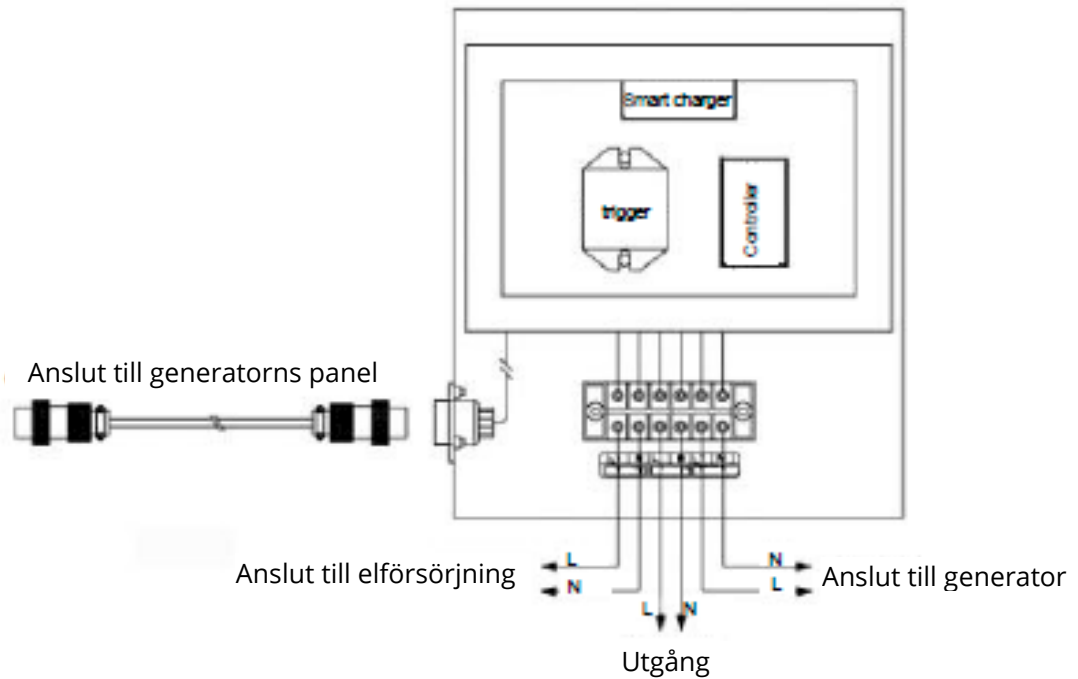 Smart charger
trigger
Controller
Anslut till generatorns panel
L
N
Anslut till elförsörjning
N
L
Anslut till generator
L
N
Utgång